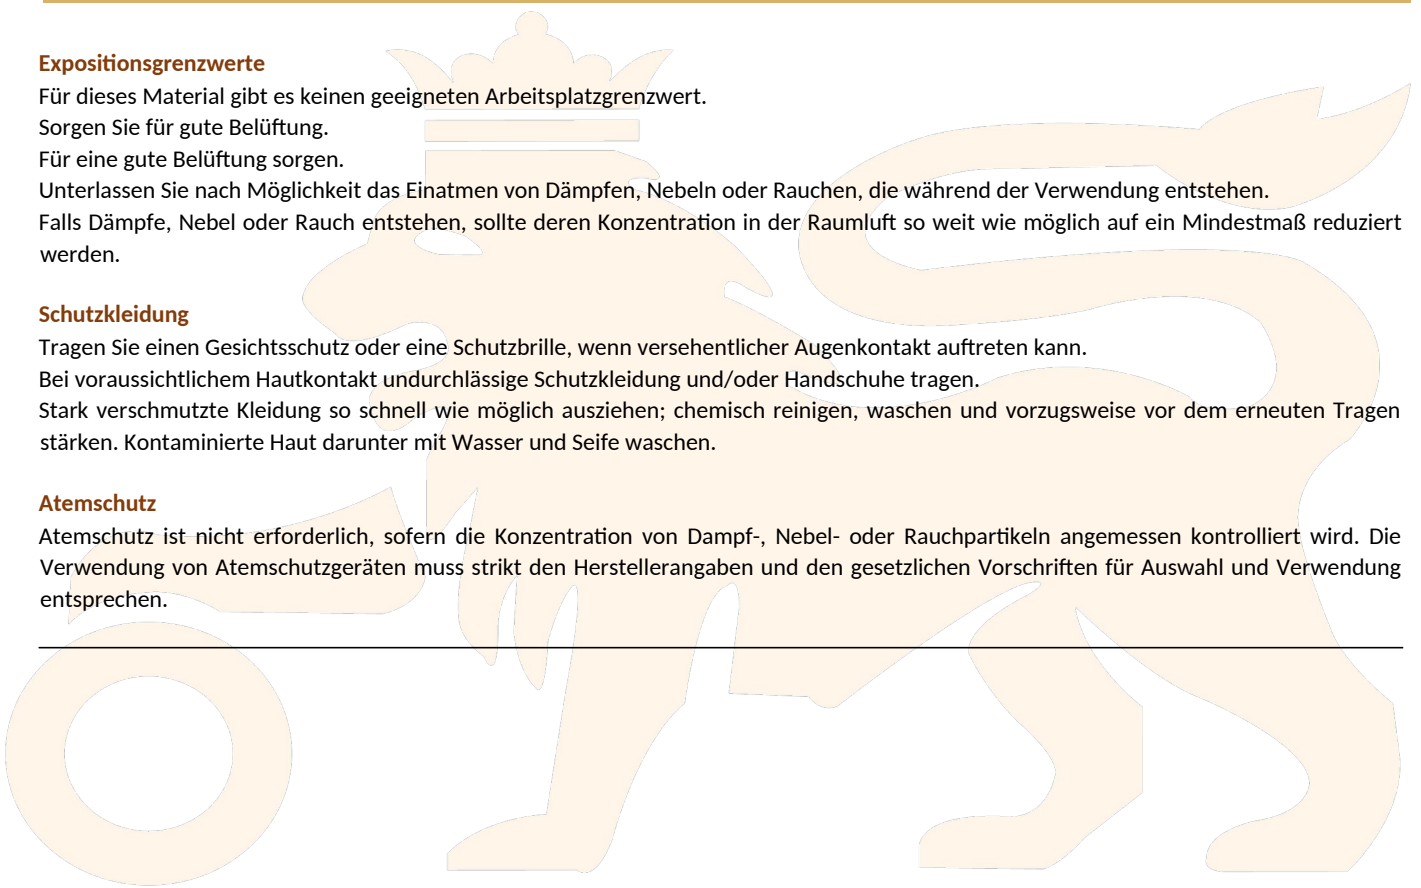 Expositionsgrenzwerte
Für dieses Material gibt es keinen geeigneten Arbeitsplatzgrenzwert.
Sorgen Sie für gute Belüftung.
Für eine gute Belüftung sorgen.
Unterlassen Sie nach Möglichkeit das Einatmen von Dämpfen, Nebeln oder Rauchen, die während der Verwendung entstehen.
Falls Dämpfe, Nebel oder Rauch entstehen, sollte deren Konzentration in der Raumluft so weit wie möglich auf ein Mindestmaß reduziert
werden.
Schutzkleidung
Tragen Sie einen Gesichtsschutz oder eine Schutzbrille, wenn versehentlicher Augenkontakt auftreten kann.
Bei voraussichtlichem Hautkontakt undurchlässige Schutzkleidung und/oder Handschuhe tragen.
Stark verschmutzte Kleidung so schnell wie möglich ausziehen; chemisch reinigen, waschen und vorzugsweise vor dem erneuten Tragen
stärken. Kontaminierte Haut darunter mit Wasser und Seife waschen.
Atemschutz
Atemschutz ist nicht erforderlich, sofern die Konzentration von Dampf-, Nebel- oder Rauchpartikeln angemessen kontrolliert wird. Die
Verwendung von Atemschutzgeräten muss strikt den Herstellerangaben und den gesetzlichen Vorschriften für Auswahl und Verwendung
entsprechen.